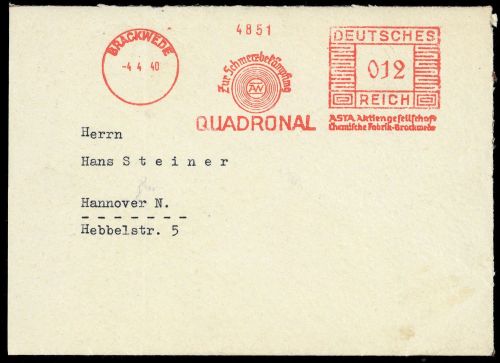 4851
BRACKWEDE
-4 4 40
Zur Schmerzbekämpfung
AW
QUADRONAL
DEUTSCHES
012
REICH
ASTA Aktiengesellschaft
Chemische Fabrik-Brackwede
Herrn
Hans Steiner
Hannover N.
Hebbelstr. 5